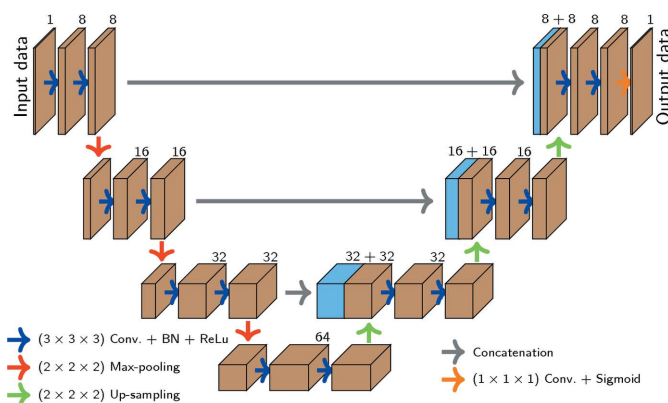 1 8 8
8 + 8 8 8 1
Input data
Output data
16 16
16 + 16 16
32 32
32 + 32 32
64
(3 × 3 × 3) Conv. + BN + ReLu
(2 × 2 × 2) Max-pooling
(2 × 2 × 2) Up-sampling
Concatenation
(1 × 1 × 1) Conv. + Sigmoid